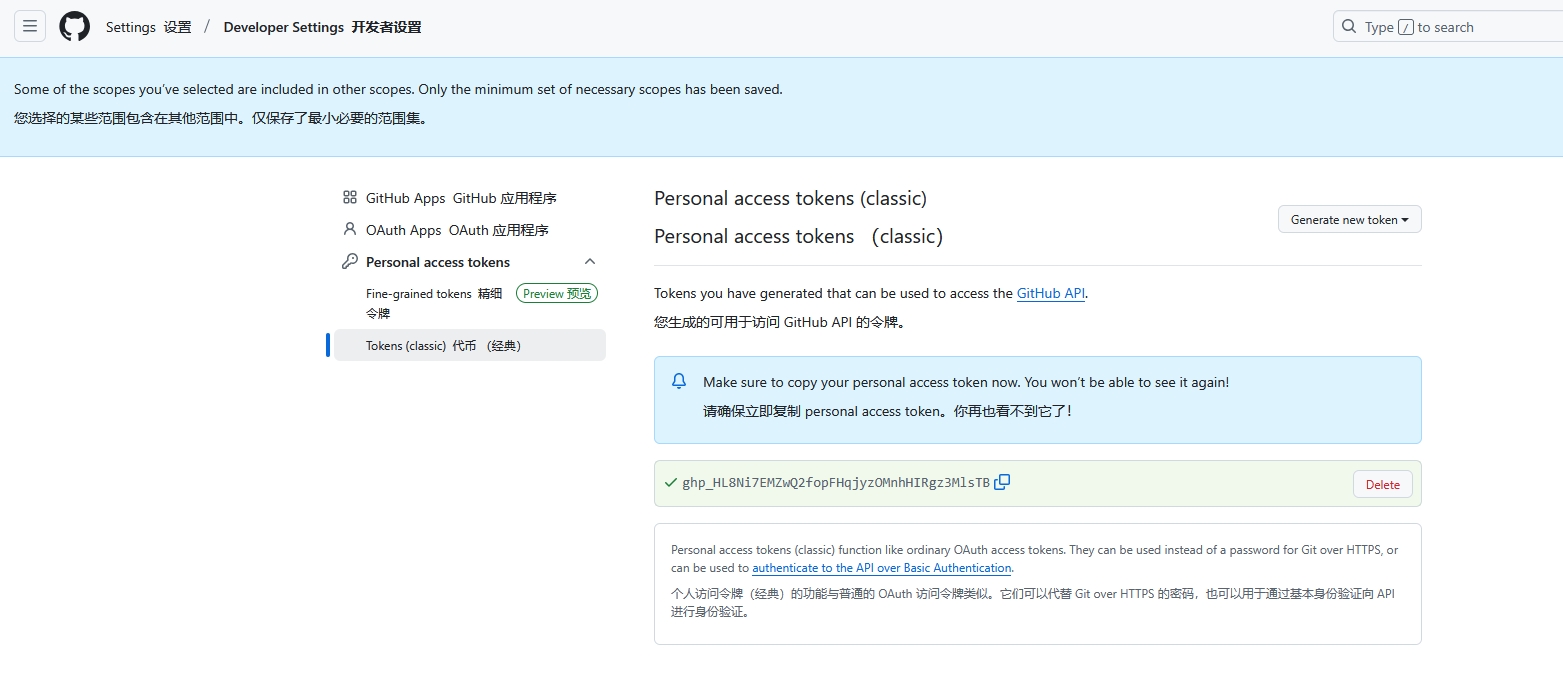 Settings 设置 / Developer Settings 开发者设置
Type / to search
Some of the scopes you’ve selected are included in other scopes. Only the minimum set of necessary scopes has been saved.
您选择的某些范围包含在其他范围中。仅保存了最小必要的范围集。
GitHub Apps GitHub 应用程序
OAuth Apps OAuth 应用程序
Personal access tokens
Fine-grained tokens 精细
令牌
Preview 预览
Tokens (classic) 代币 （经典）
Personal access tokens (classic)
Personal access tokens （classic）
Generate new token
Tokens you have generated that can be used to access the GitHub API.
您生成的可用于访问 GitHub API 的令牌。
Make sure to copy your personal access token now. You won’t be able to see it again!
请确保立即复制 personal access token。你再也看不到它了！
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
Delete
Personal access tokens (classic) function like ordinary OAuth access tokens. They can be used instead of a password for Git over HTTPS, or
can be used to authenticate to the API over Basic Authentication.
个人访问令牌（经典）的功能与普通的 OAuth 访问令牌类似。它们可以代替 Git over HTTPS 的密码，也可以用于通过基本身份验证向 API
进行身份验证。